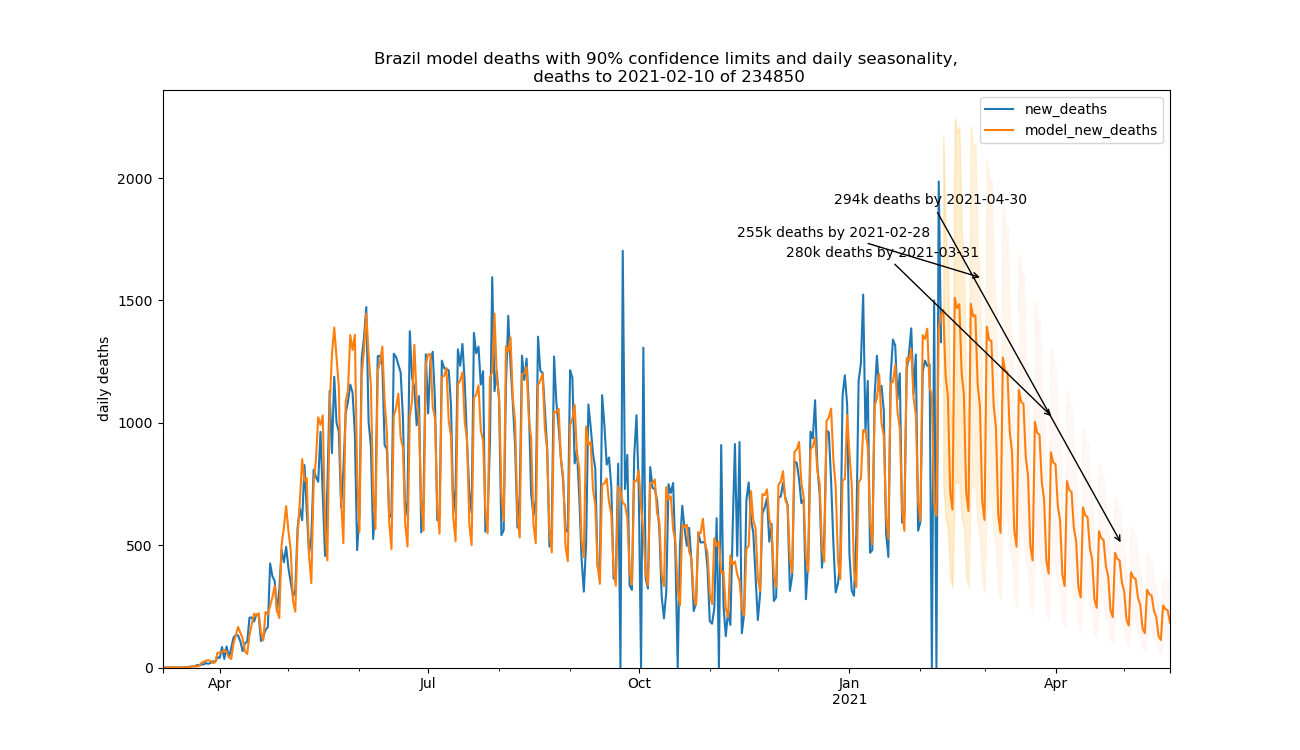 Brazil model deaths with 90% confidence limits and daily seasonality,
deaths to 2021-02-10 of 234850
new_deaths
model_new_deaths
2000
294k deaths by 2021-04-30
255k deaths by 2021-02-28
280k deaths by 2021-03-31
1500
daily deaths
1000
500
0
Apr
Jul
Oct
Jan
2021
Apr